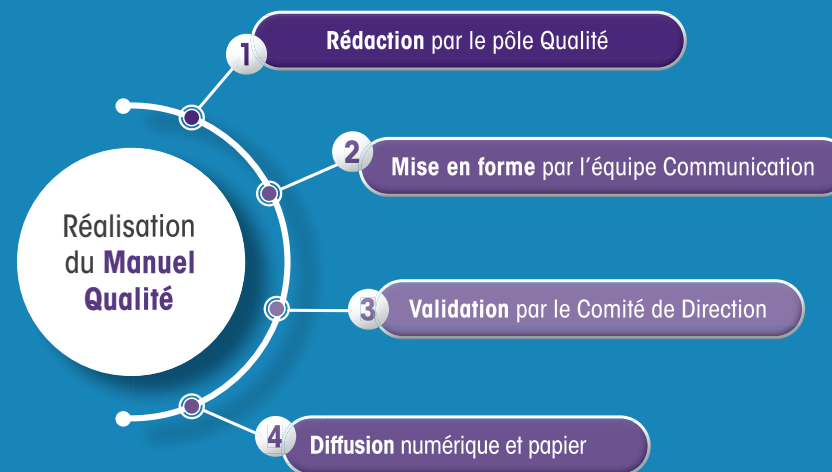 Réalisation
du Manuel
Qualité
1
Rédaction par le pôle Qualité
2
Mise en forme par l'équipe Communication
3
Validation par le Comité de Direction
4
Diffusion numérique et papier